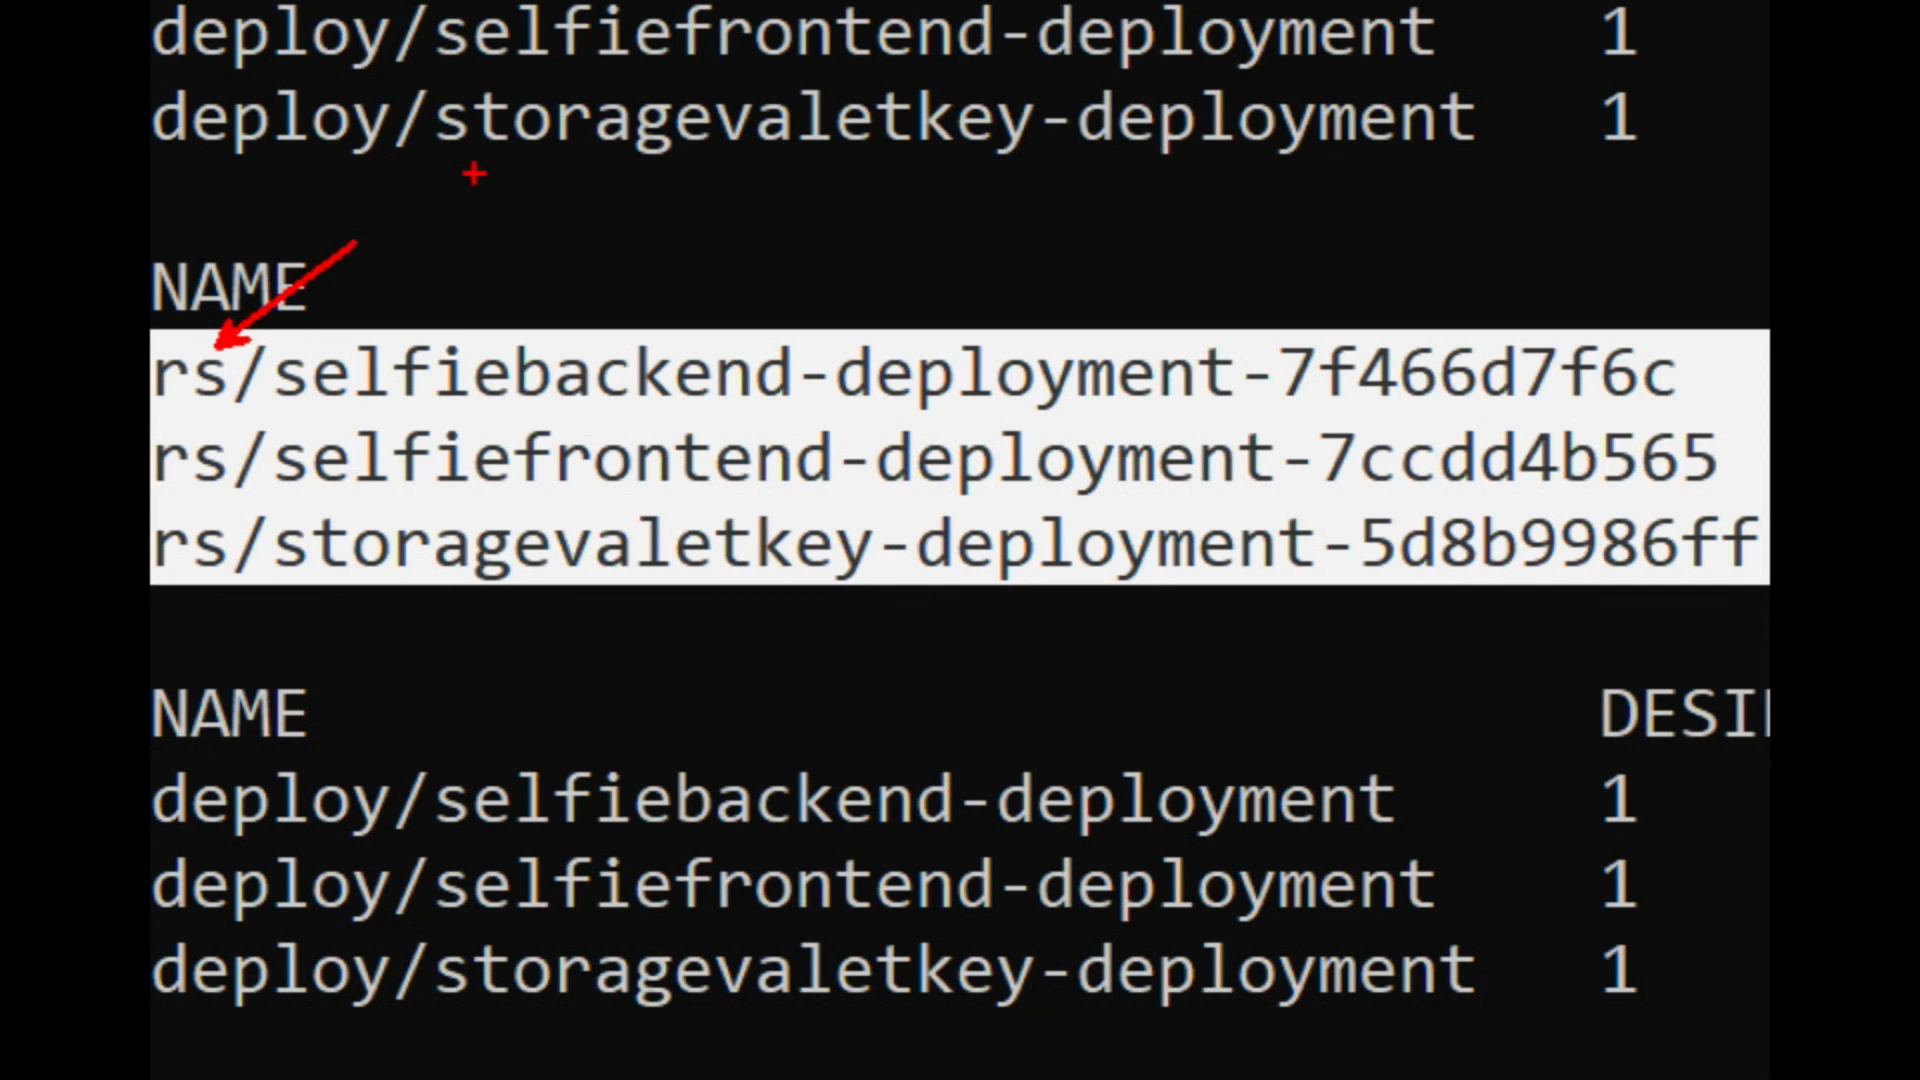 deploy/selfiefrontend-deployment 1
deploy/storagevaletkey-deployment 1
NAME
rs/selfiebackend-deployment-7f466d7f6c
rs/selfiefrontend-deployment-7ccdd4b565
rs/storagevaletkey-deployment-5d8b9986ff
NAME DESI
deploy/selfiebackend-deployment 1
deploy/selfiefrontend-deployment 1
deploy/storagevaletkey-deployment 1